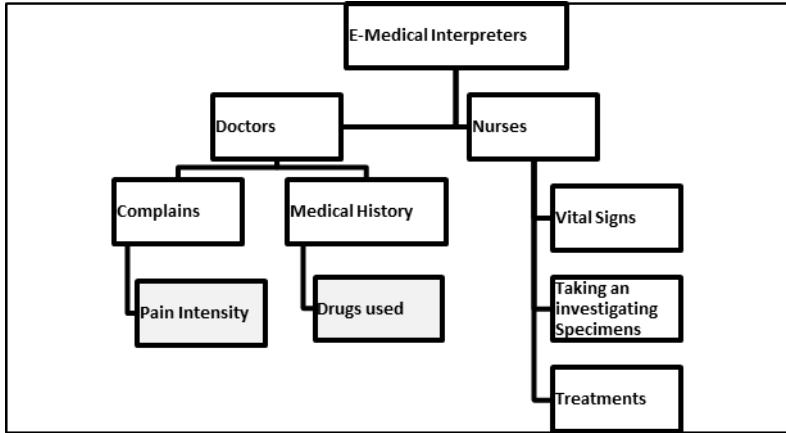 E-Medical Interpreters
Doctors
Nurses
Complains
Medical History
Vital Signs
Pain Intensity
Drugs used
Taking an
investigating
Specimens
Treatments